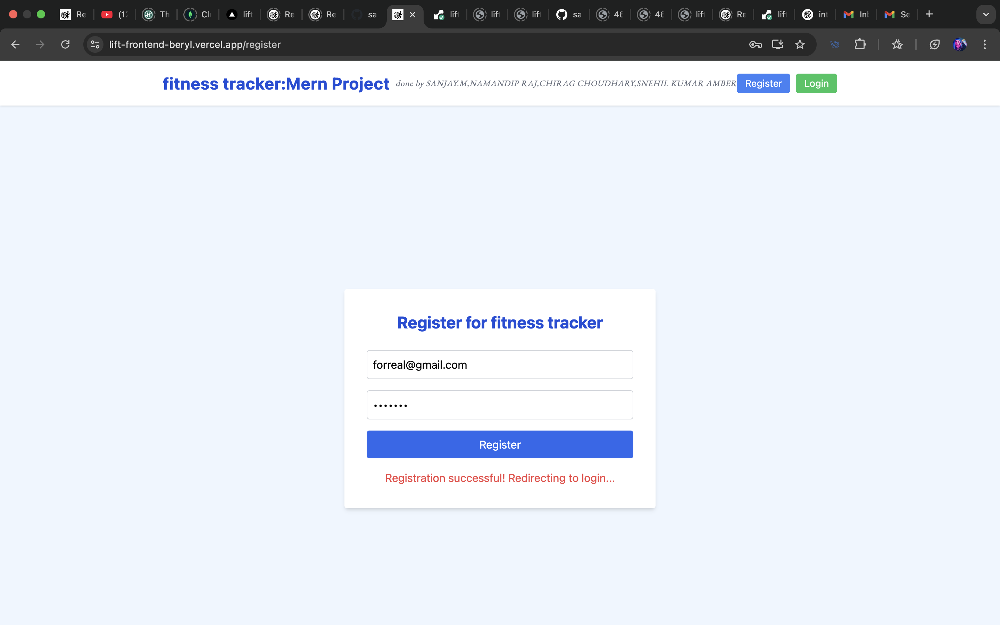 Re
(12
Th
Cl
lift
Re
Re
sa
lift
lift
lift
sa
46
46
lift
Re
lift
int
Inl
Se
lift-frontend-beryl.vercel.app/register
fitness tracker:Mern Project done by SANJAY.M,NAMANDIP RAJ,CHIRAG CHOUDHARY,SNEHIL KUMAR AMBER Register Login
Register for fitness tracker
forreal@gmail.com
•••••••
Register
Registration successful! Redirecting to login...